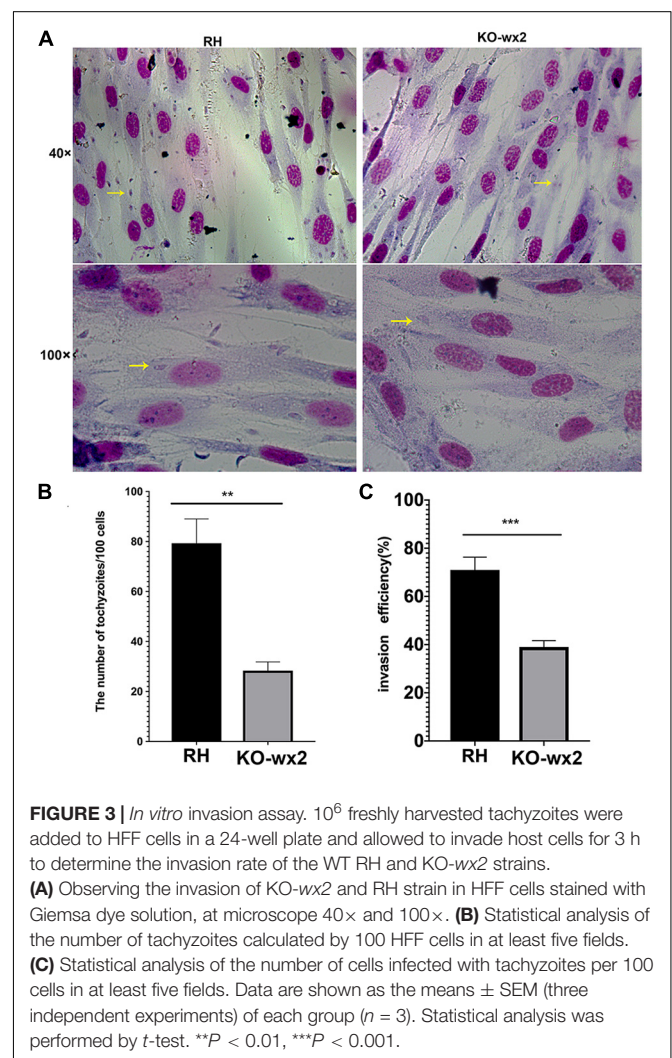 A
RH
KO-wx2
40×
100×
B
The number of tochyzoites/100 cells
100
80
60
40
20
0
**
RH
KO-wx2
C
invasion efficiency(%)
100
80
60
40
20
0
***
RH
KO-wx2
FIGURE 3 | In vitro invasion assay. 10⁶ freshly harvested tachyzoites were
added to HFF cells in a 24-well plate and allowed to invade host cells for 3 h
to determine the invasion rate of the WT RH and KO-wx2 strains.
(A) Observing the invasion of KO-wx2 and RH strain in HFF cells stained with
Giemsa dye solution, at microscope 40× and 100×. (B) Statistical analysis of
the number of tachyzoites calculated by 100 HFF cells in at least five fields.
(C) Statistical analysis of the number of cells infected with tachyzoites per 100
cells in at least five fields. Data are shown as the means ± SEM (three
independent experiments) of each group (n = 3). Statistical analysis was
performed by t-test. **P < 0.01, ***P < 0.001.